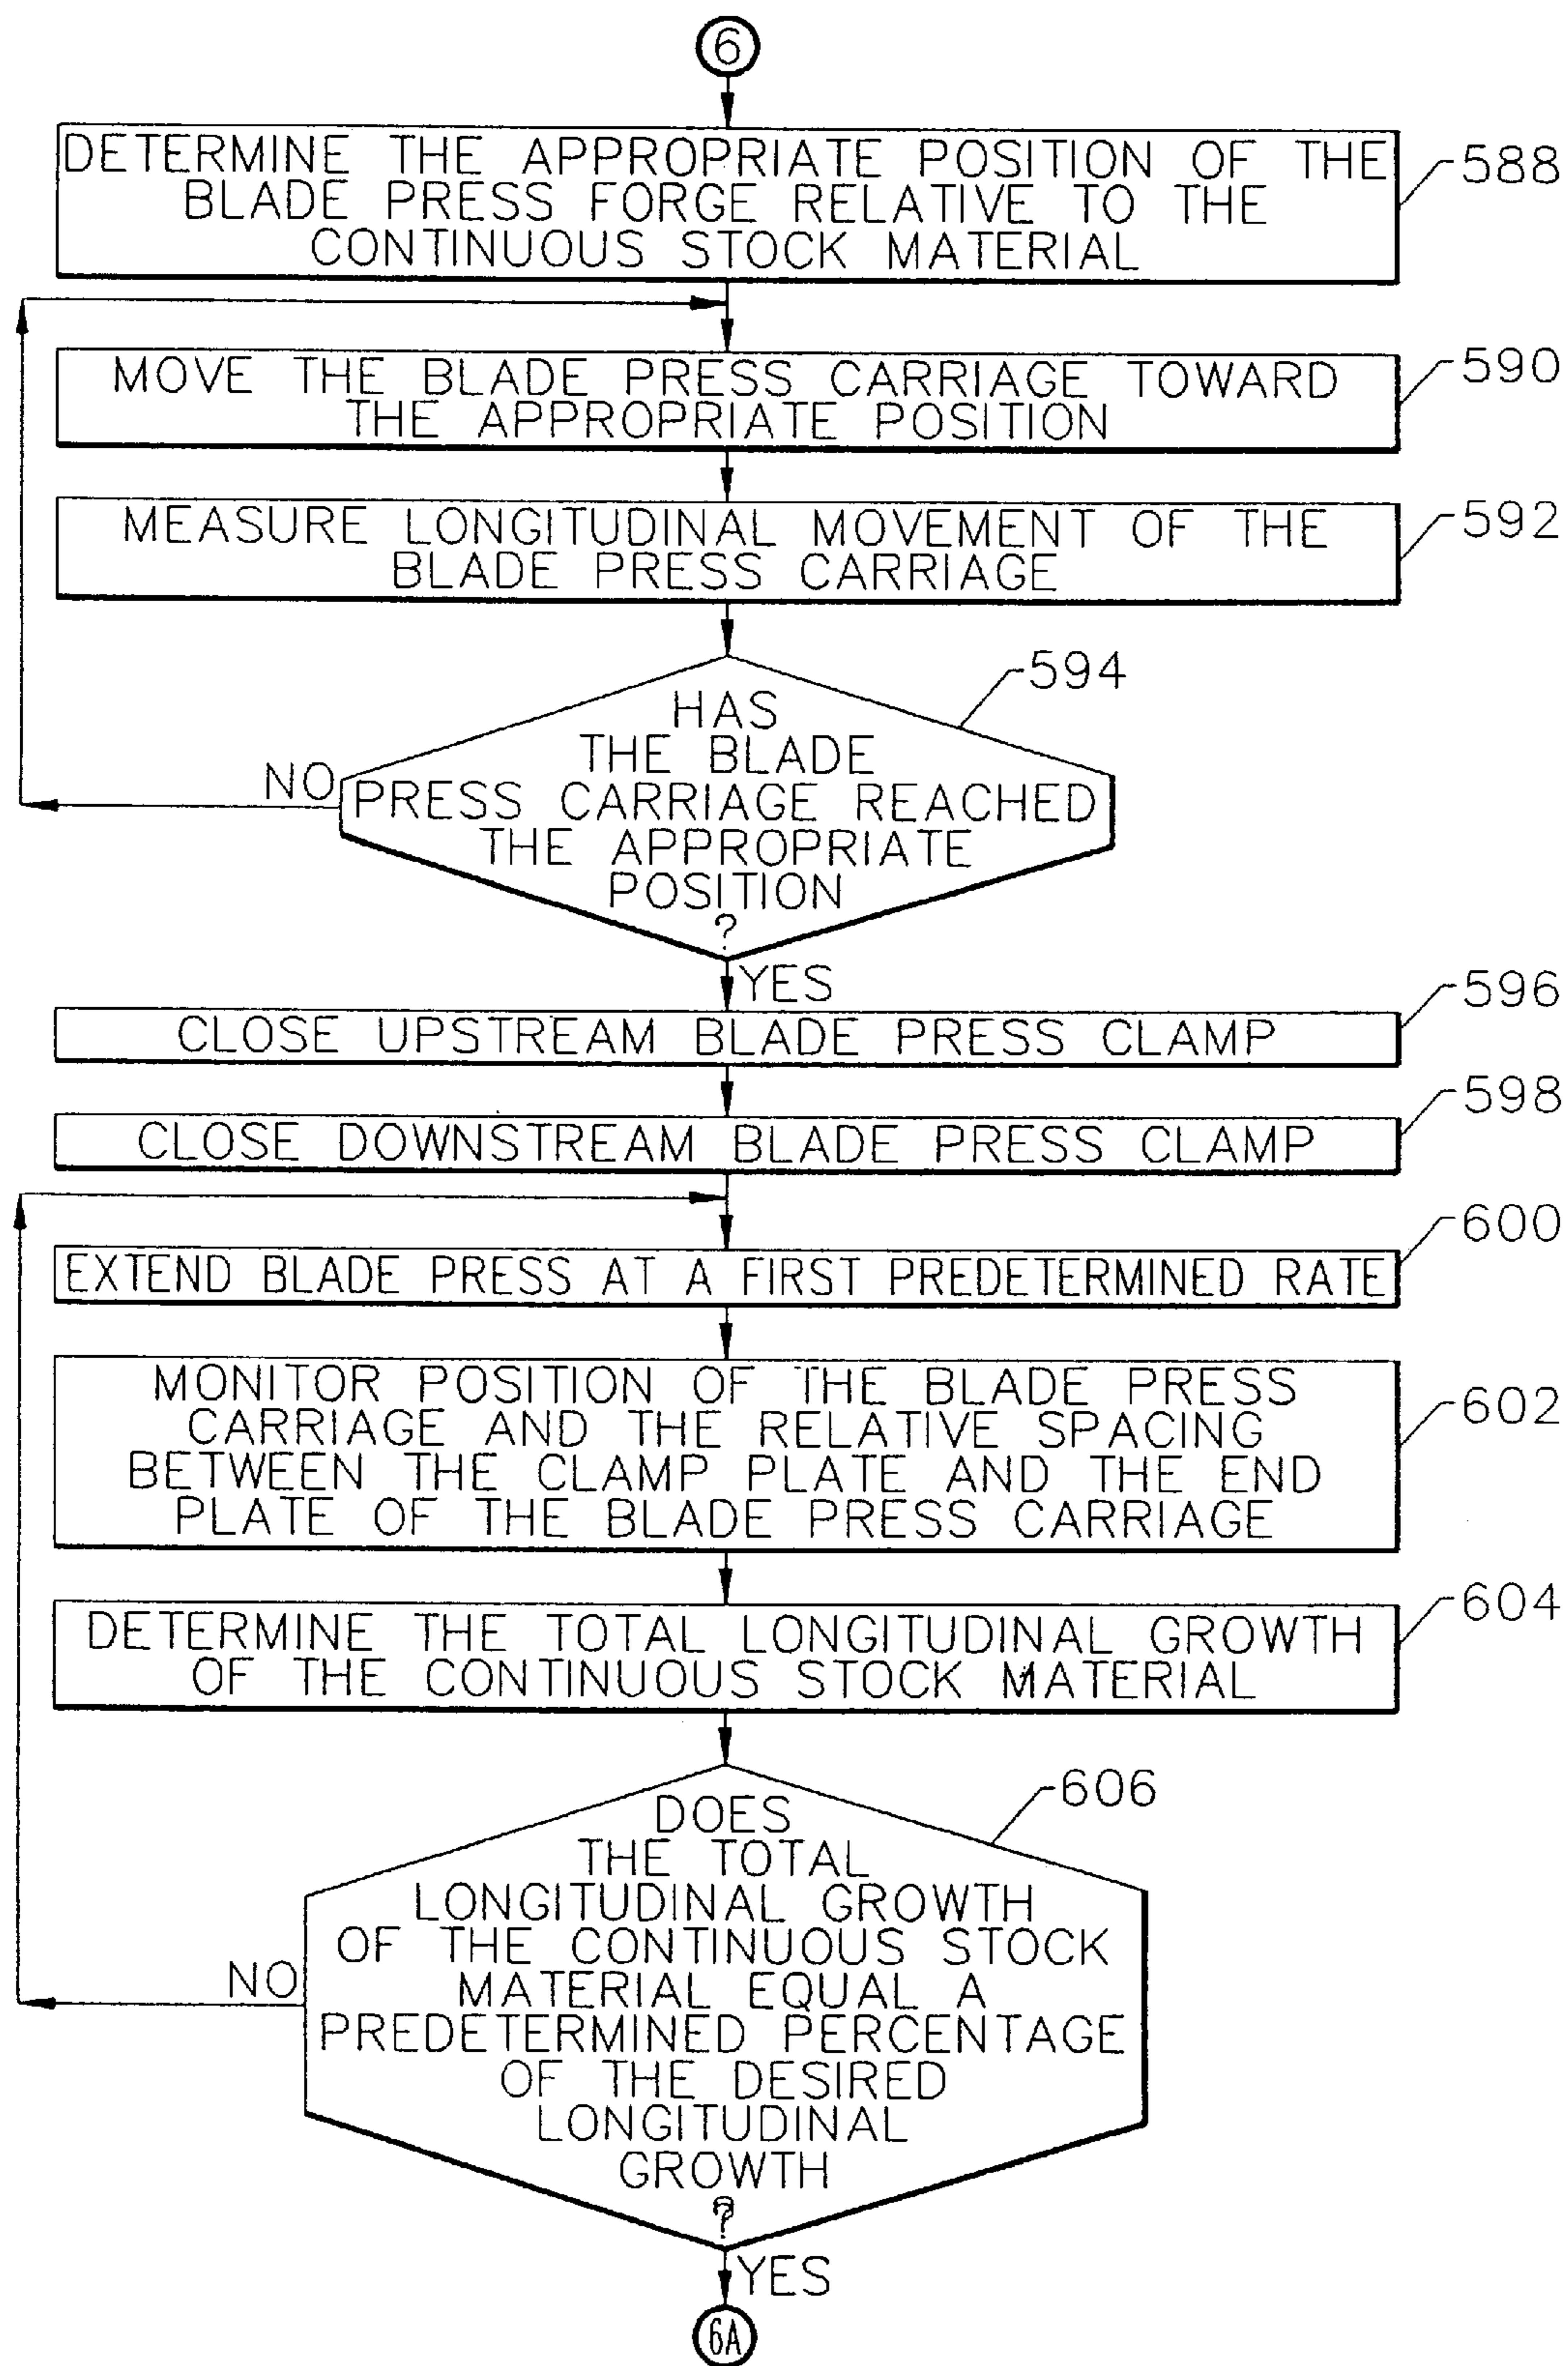 6
DETERMINE THE APPROPRIATE POSITION OF THE
BLADE PRESS FORGE RELATIVE TO THE
CONTINUOUS STOCK MATERIAL
588
MOVE THE BLADE PRESS CARRIAGE TOWARD
THE APPROPRIATE POSITION
590
MEASURE LONGITUDINAL MOVEMENT OF THE
BLADE PRESS CARRIAGE
592
594
HAS
THE BLADE
PRESS CARRIAGE REACHED
THE APPROPRIATE
POSITION
?
NO
YES
CLOSE UPSTREAM BLADE PRESS CLAMP
596
CLOSE DOWNSTREAM BLADE PRESS CLAMP
598
EXTEND BLADE PRESS AT A FIRST PREDETERMINED RATE
600
MONITOR POSITION OF THE BLADE PRESS
CARRIAGE AND THE RELATIVE SPACING
BETWEEN THE CLAMP PLATE AND THE END
PLATE OF THE BLADE PRESS CARRIAGE
602
DETERMINE THE TOTAL LONGITUDINAL GROWTH
OF THE CONTINUOUS STOCK MATERIAL
604
606
DOES
THE TOTAL
LONGITUDINAL GROWTH
OF THE CONTINUOUS STOCK
MATERIAL EQUAL A
PREDETERMINED PERCENTAGE
OF THE DESIRED
LONGITUDINAL
GROWTH
?
NO
YES
6A